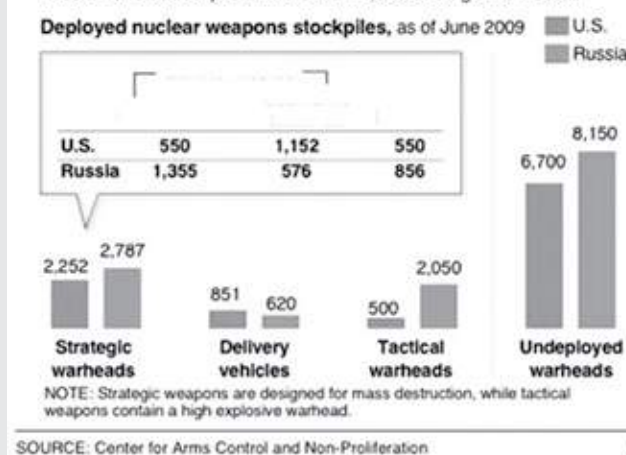 Deployed nuclear weapons stockpiles, as of June 2009
U.S.
Russia
U.S. 550 1,152 550
Russia 1,355 576 856
2,252 2,787
851 620
500 2,050
6,700 8,150
Strategic warheads
Delivery vehicles
Tactical warheads
Undeployed warheads
NOTE: Strategic weapons are designed for mass destruction, while tactical
weapons contain a high explosive warhead.
SOURCE: Center for Arms Control and Non-Proliferation